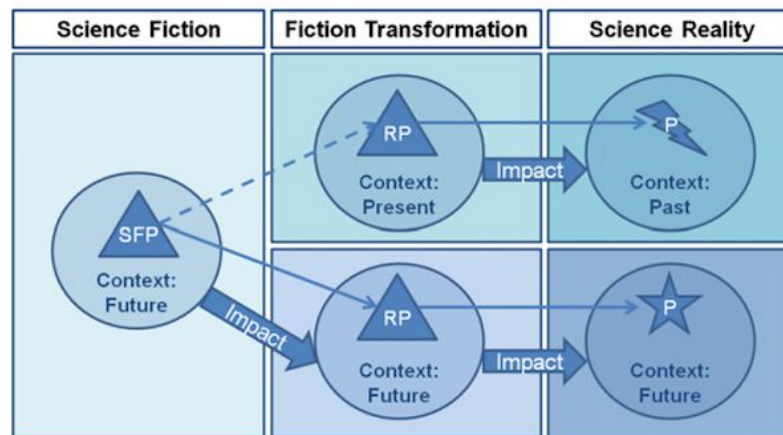 Science Fiction
Fiction Transformation
Science Reality
SFP
Context:
Future
Impact
RP
Context:
Present
Impact
P
Context:
Past
RP
Context:
Future
Impact
P
Context:
Future